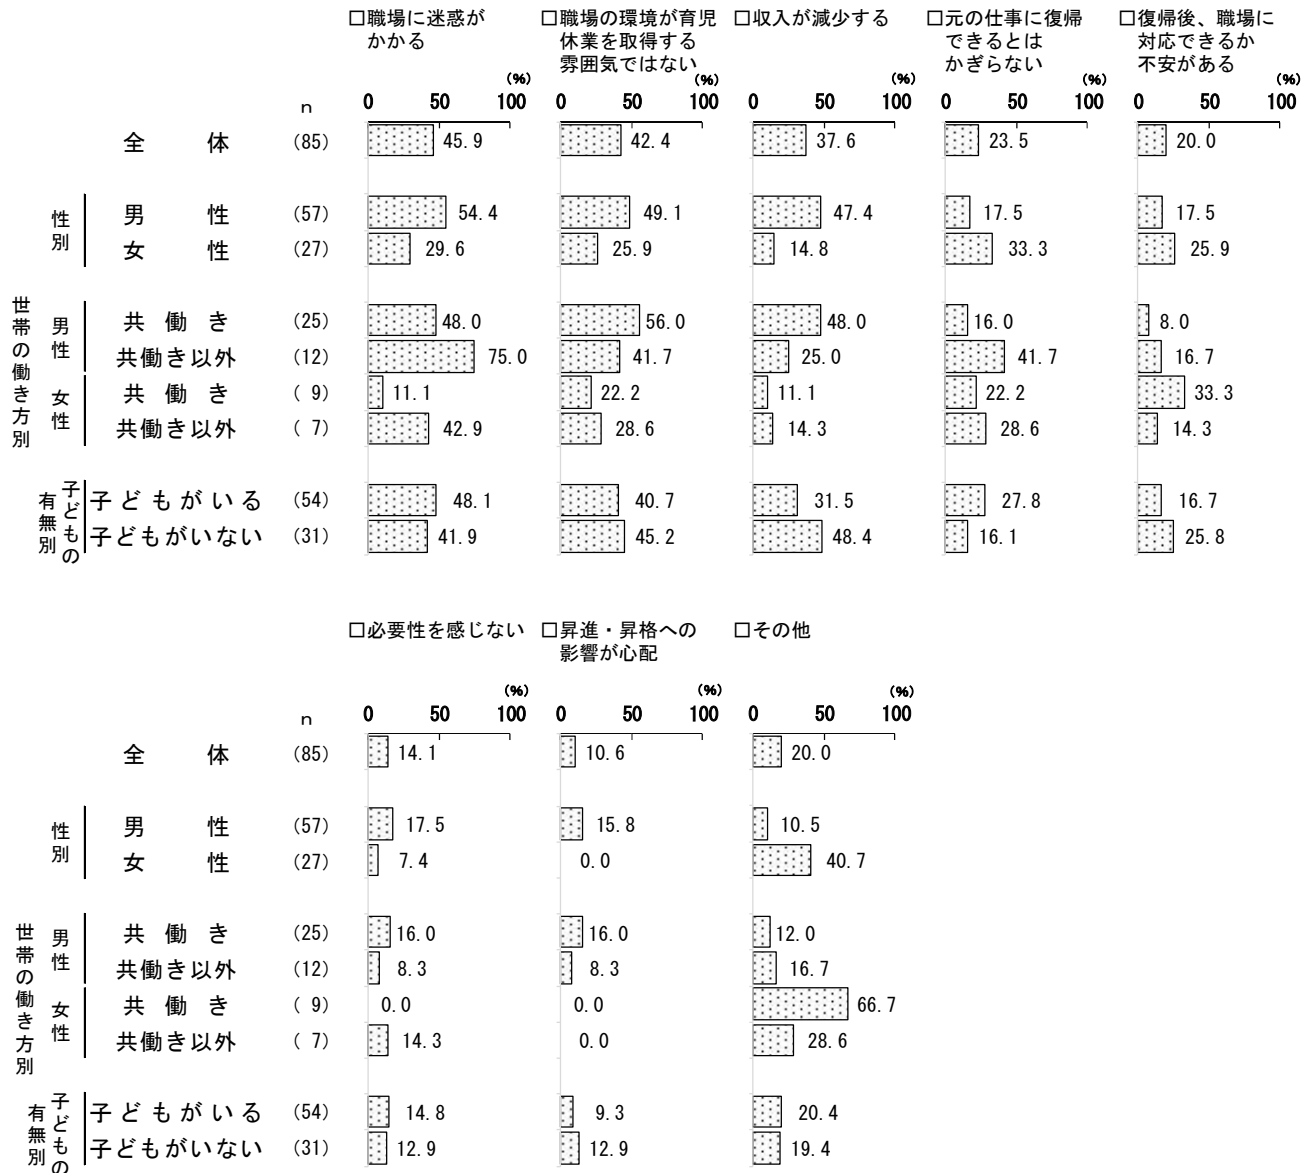 □職場に迷惑が □職場の環境が育児 □収入が減少する □元の仕事に復帰 □復帰後、職場に
かかる 休業を取得する できるとは 対応できるか
雰囲気ではない かぎらない 不安がある
(%) (%) (%) (%) (%)
n 0 50 100 0 50 100 0 50 100 0 50 100 0 50 100
全 体 (85) 45.9 42.4 37.6 23.5 20.0
性別
男 性 (57) 54.4 49.1 47.4 17.5 17.5
女 性 (27) 29.6 25.9 14.8 33.3 25.9
世帯の働き方別
男性
共 働 き (25) 48.0 56.0 48.0 16.0 8.0
共働き以外 (12) 75.0 41.7 25.0 41.7 16.7
女性
共 働 き ( 9) 11.1 22.2 11.1 22.2 33.3
共働き以外 ( 7) 42.9 28.6 14.3 28.6 14.3
子どもの有無別
子どもがいる (54) 48.1 40.7 31.5 27.8 16.7
子どもがいない (31) 41.9 45.2 48.4 16.1 25.8
□必要性を感じない □昇進・昇格への □その他
影響が心配
(%) (%) (%)
n 0 50 100 0 50 100 0 50 100
全 体 (85) 14.1 10.6 20.0
性別
男 性 (57) 17.5 15.8 10.5
女 性 (27) 7.4 0.0 40.7
世帯の働き方別
男性
共 働 き (25) 16.0 16.0 12.0
共働き以外 (12) 8.3 8.3 16.7
女性
共 働 き ( 9) 0.0 0.0 66.7
共働き以外 ( 7) 14.3 0.0 28.6
子どもの有無別
子どもがいる (54) 14.8 9.3 20.4
子どもがいない (31) 12.9 12.9 19.4